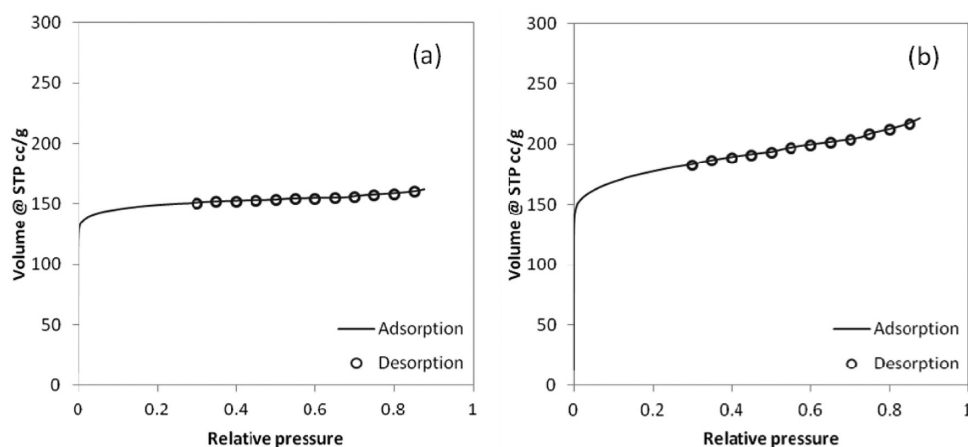 300
250
200
150
100
50
0
Volume @ STP cc/g
(a)
Adsorption
Desorption
0 0.2 0.4 0.6 0.8 1
Relative pressure
300
250
200
150
100
50
0
Volume @ STP cc/g
(b)
Adsorption
Desorption
0 0.2 0.4 0.6 0.8 1
Relative pressure